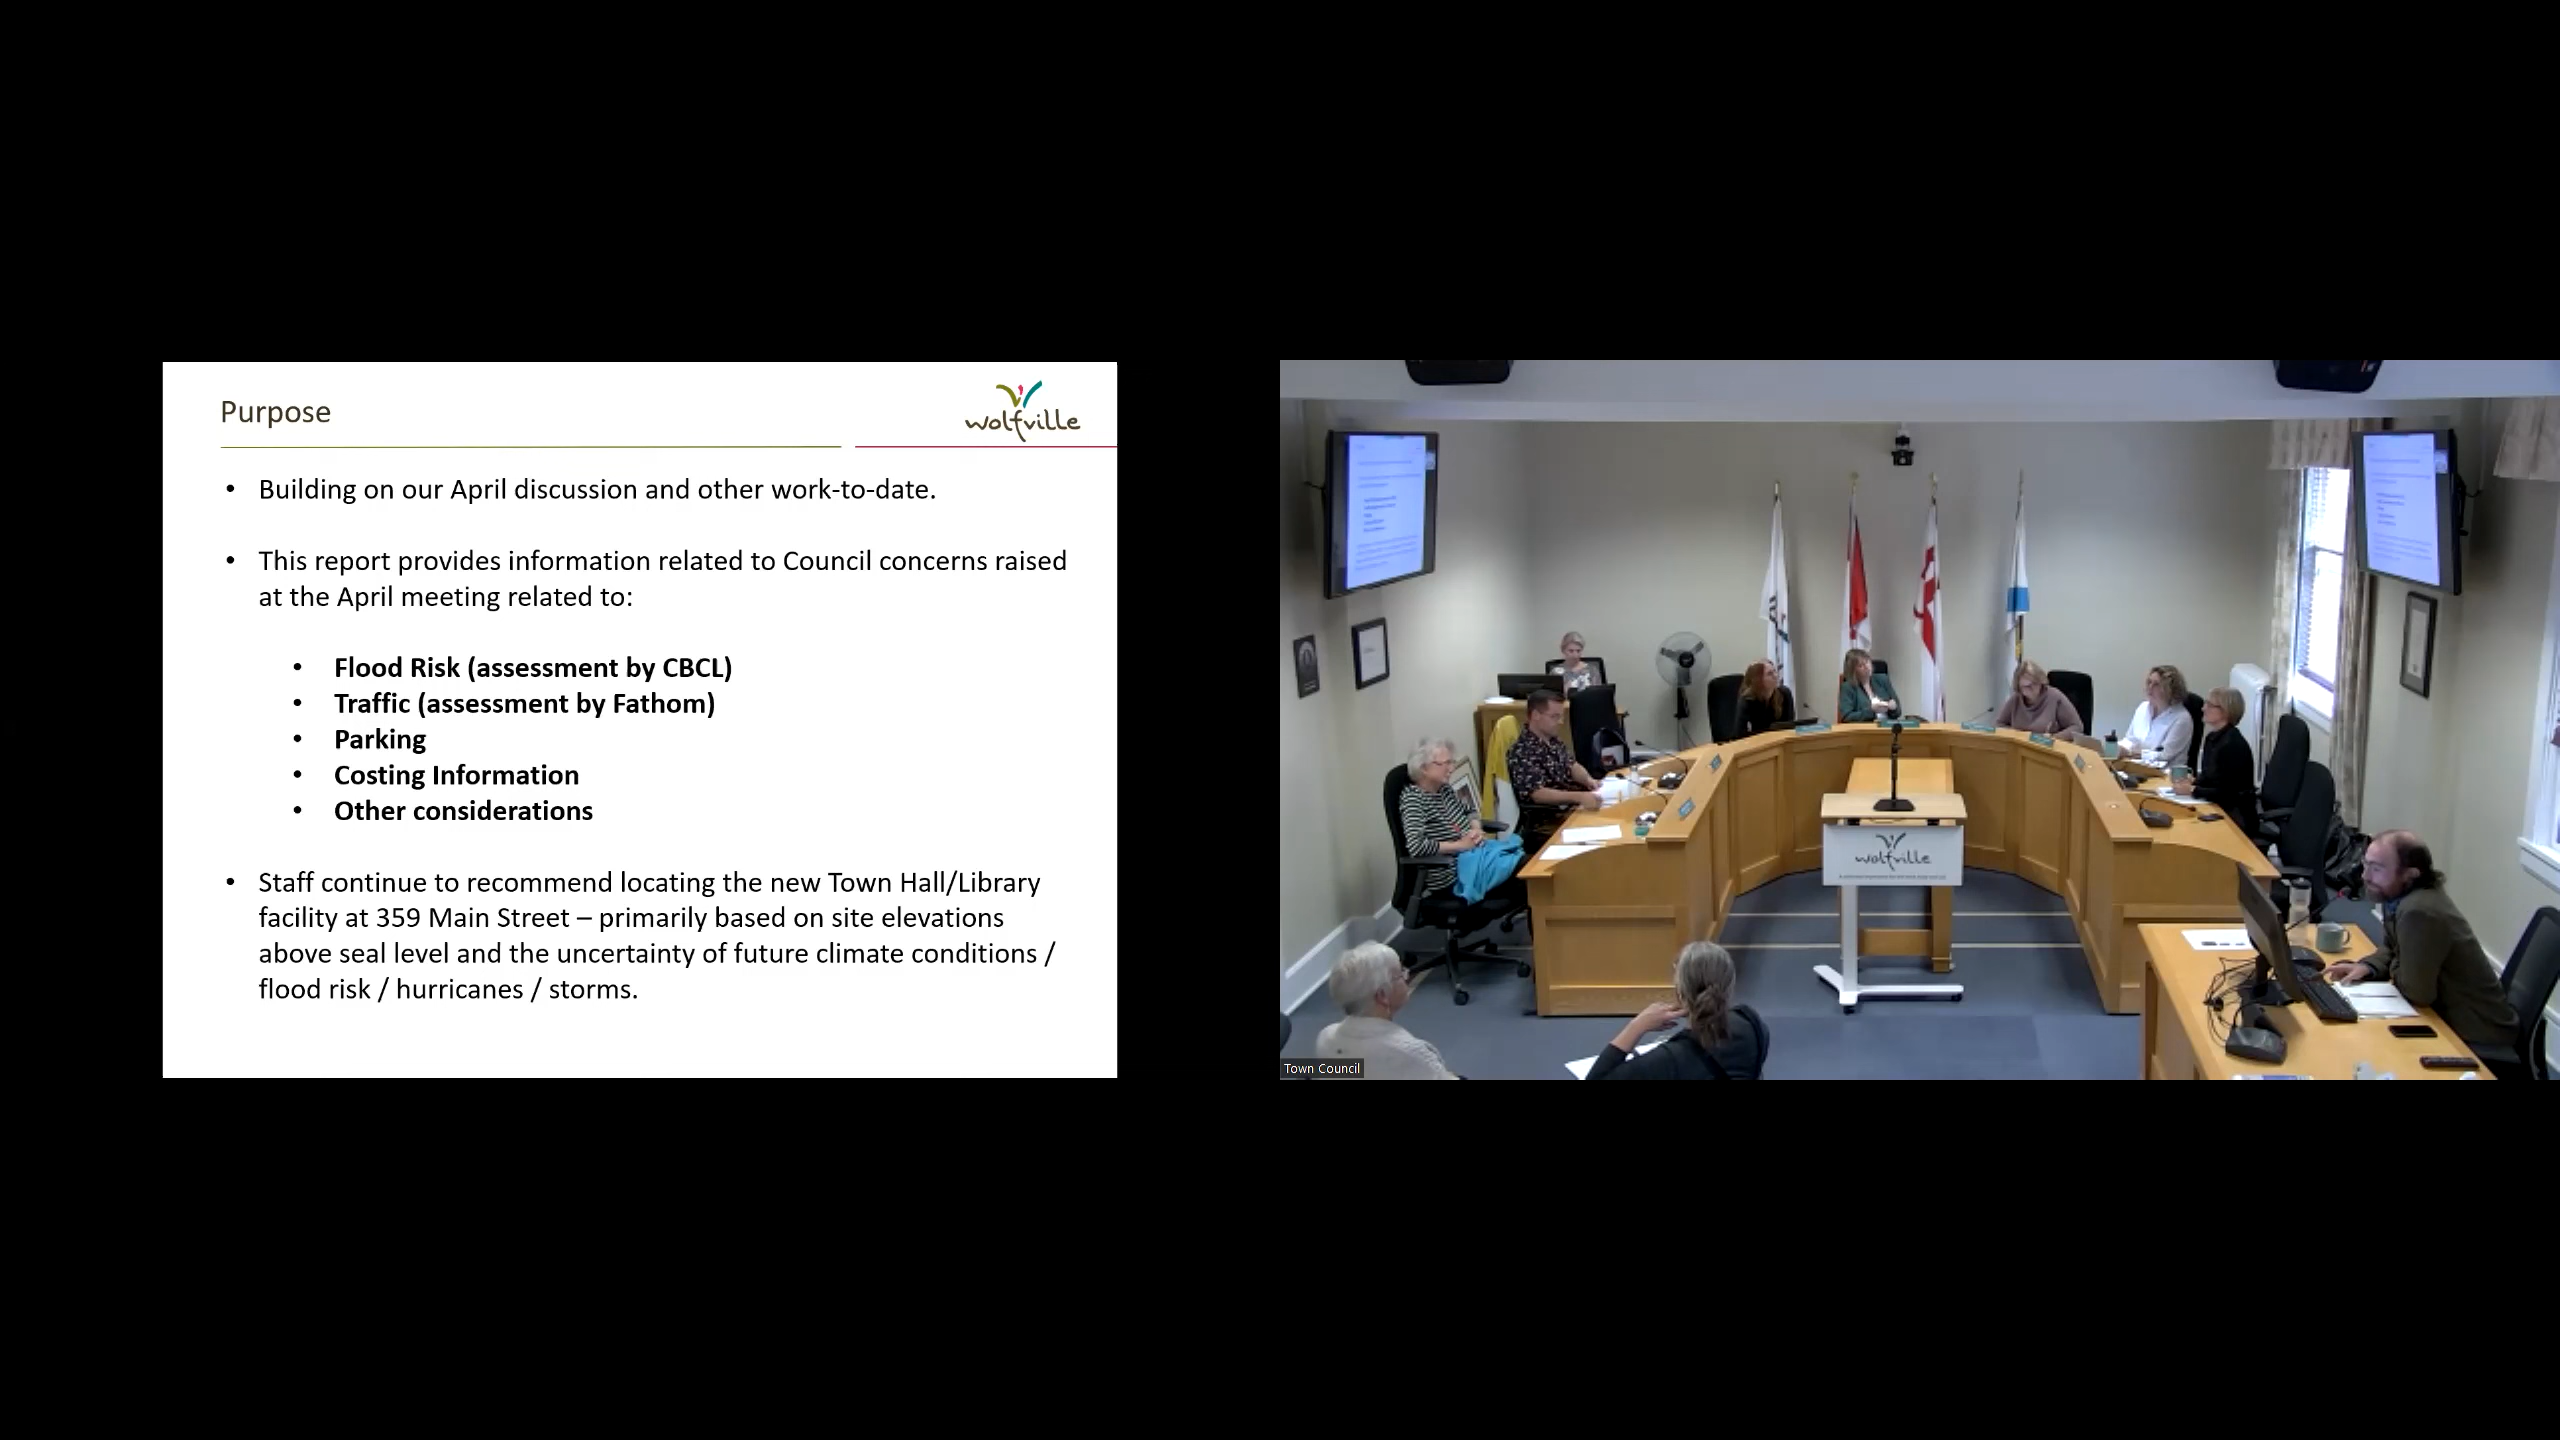 Purpose
wolfville
• Building on our April discussion and other work-to-date.
• This report provides information related to Council concerns raised
at the April meeting related to:
• Flood Risk (assessment by CBCL)
• Traffic (assessment by Fathom)
• Parking
• Costing Information
• Other considerations
• Staff continue to recommend locating the new Town Hall/Library
facility at 359 Main Street – primarily based on site elevations
above seal level and the uncertainty of future climate conditions /
flood risk / hurricanes / storms.
wolfville
Town Council